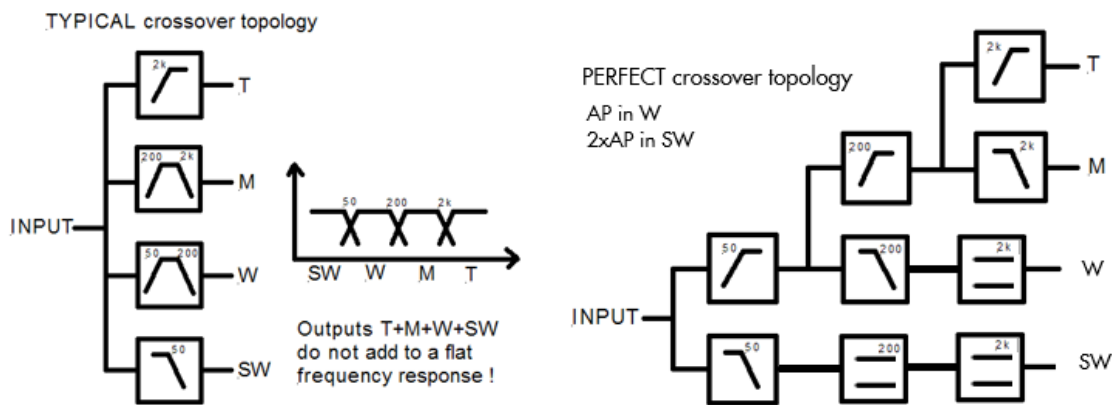 TYPICAL crossover topology
2k
T
200 2k
M
INPUT
50 200
W
50
SW
50 200 2k
SW W M T
Outputs T+M+W+SW
do not add to a flat
frequency response !
PERFECT crossover topology
AP in W
2xAP in SW
2k
T
200
2k
M
50
200
2k
W
INPUT
50
200
2k
SW